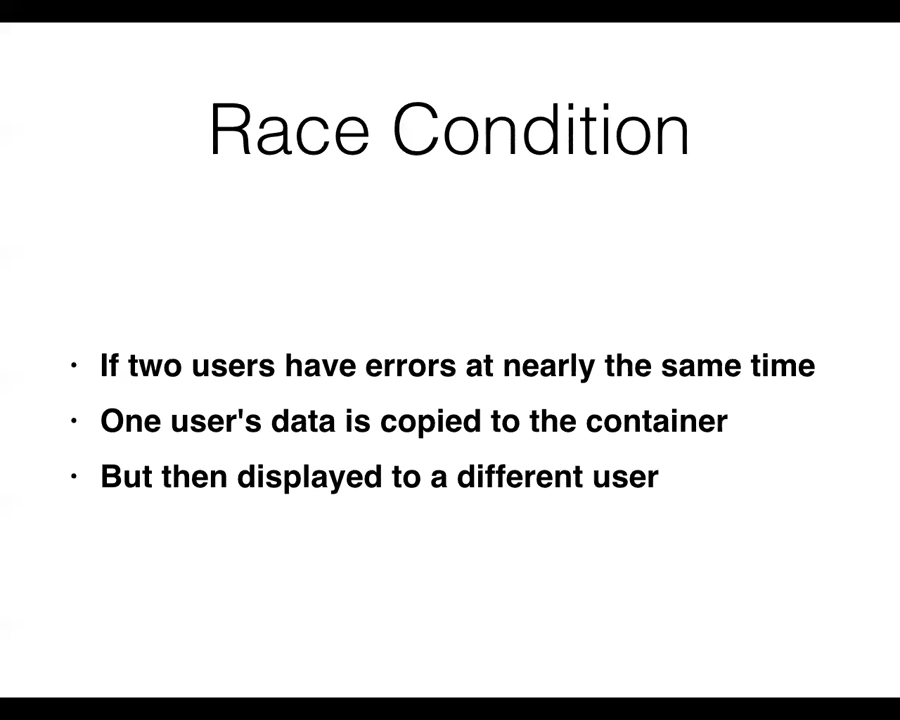 Race Condition
• If two users have errors at nearly the same time
• One user's data is copied to the container
• But then displayed to a different user